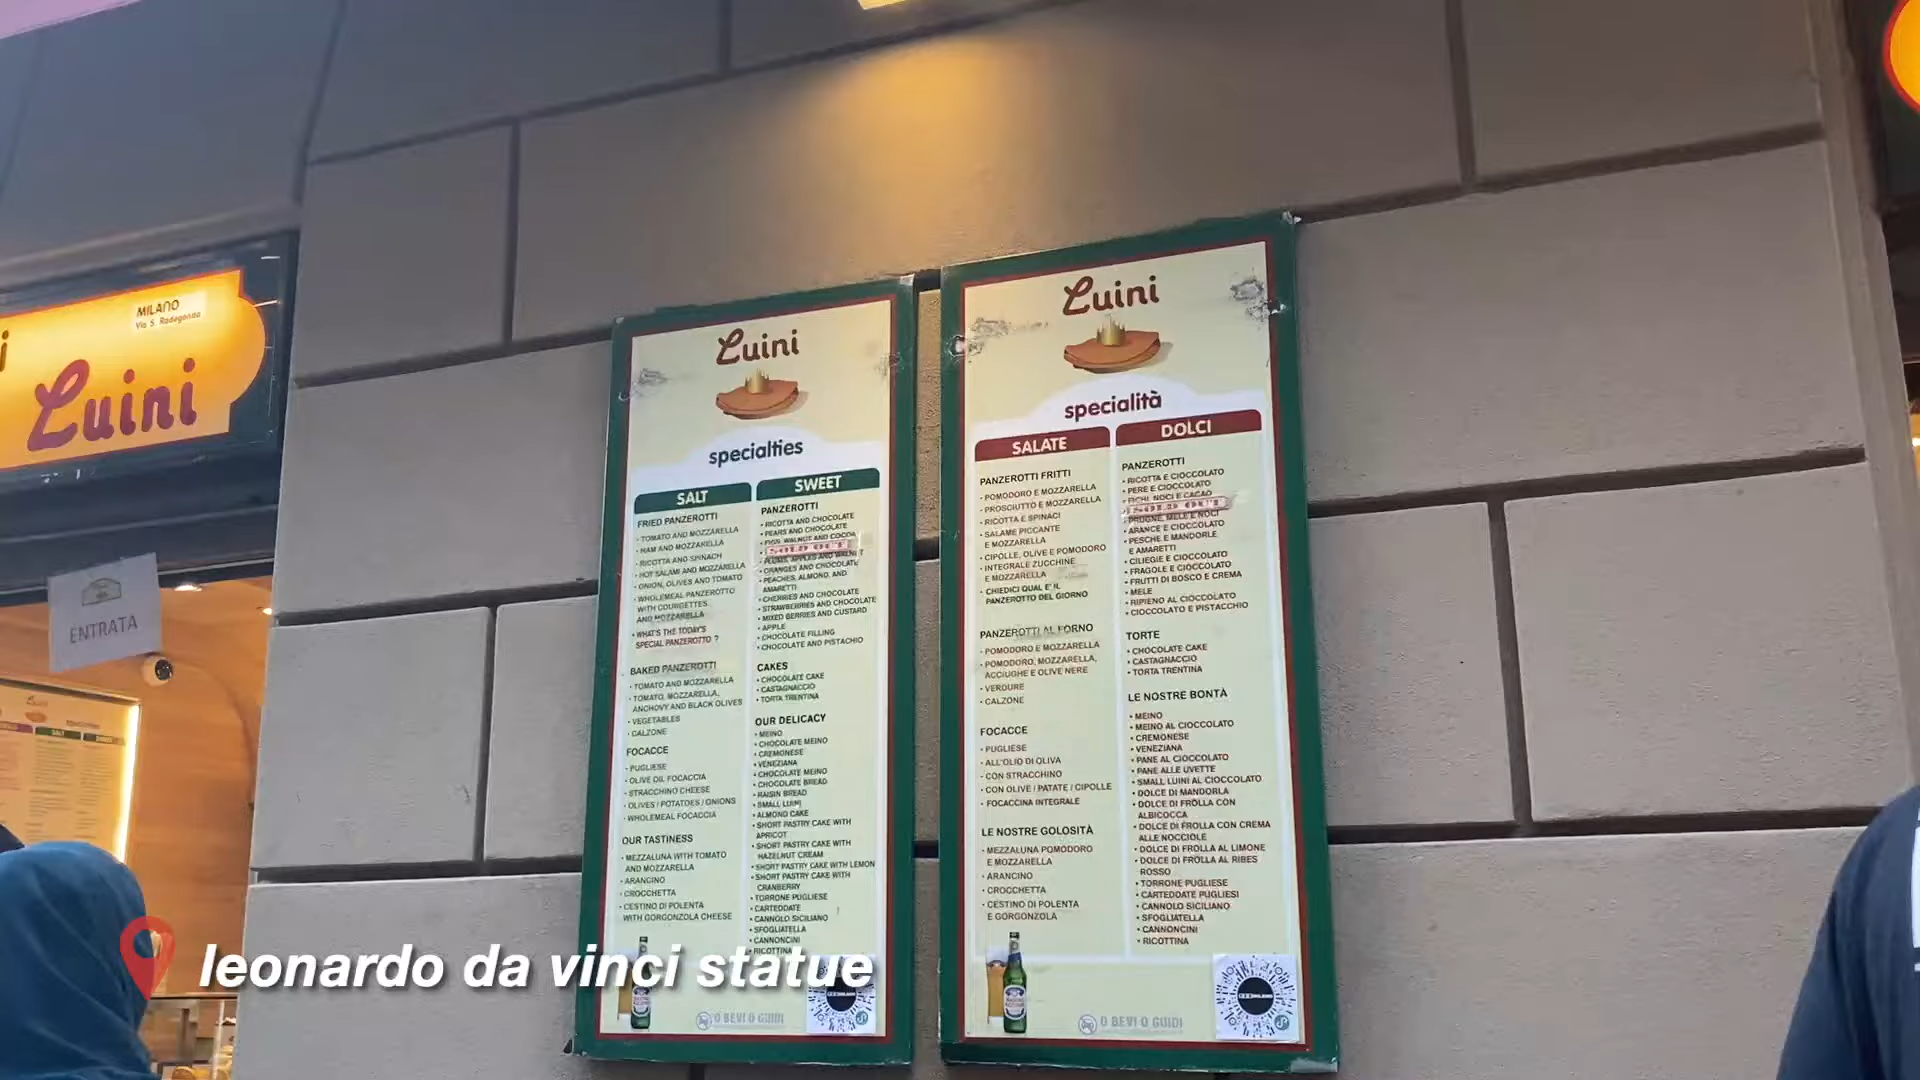 MILANO
Via S. Radegonda
Luini
ENTRATA
Luini
specialties
SALT
FRIED PANZEROTTI
• TOMATO AND MOZZARELLA
• HAM AND MOZZARELLA
• RICOTTA AND SPINACH
• HOT SALAMI AND MOZZARELLA
• ONION, OLIVES AND TOMATO
• WHOLEMEAL PANZEROTTO
WITH COURGETTES
AND MOZZARELLA
• WHAT'S THE TODAY'S
SPECIAL PANZEROTTO ?
BAKED PANZEROTTI
• TOMATO AND MOZZARELLA
• TOMATO, MOZZARELLA,
ANCHOVY AND BLACK OLIVES
• VEGETABLES
• CALZONE
FOCACCE
• PUGLIESE
• OLIVE OIL FOCACCIA
• STRACCHINO CHEESE
• OLIVES / POTATOES / ONIONS
• WHOLEMEAL FOCACCIA
OUR TASTINESS
• MEZZALUNA WITH TOMATO
AND MOZZARELLA
• ARANCINO
• CROCCHETTA
• CESTINO DI POLENTA
WITH GORGONZOLA CHEESE
SWEET
PANZEROTTI
• RICOTTA AND CHOCOLATE
• PEARS AND CHOCOLATE
• FIGS, WALNUT AND COCOA
SOLD OUT
• PLUMS, APPLES AND WALNUT
• ORANGES AND CHOCOLATE
• PEACHES, ALMOND, AND
AMARETTI
• CHERRIES AND CHOCOLATE
• STRAWBERRIES AND CHOCOLATE
• MIXED BERRIES AND CUSTARD
• APPLE
• CHOCOLATE FILLING
• CHOCOLATE AND PISTACHIO
CAKES
• CHOCOLATE CAKE
• CASTAGNACCIO
• TORTA TRENTINA
OUR DELICACY
• MEINO
• CHOCOLATE MEINO
• CREMONESE
• VENEZIANA
• CHOCOLATE MEINO
• CHOCOLATE BREAD
• RAISIN BREAD
• SMALL LUINI
• ALMOND CAKE
• SHORT PASTRY CAKE WITH
APRICOT
• SHORT PASTRY CAKE WITH
HAZELNUT CREAM
• SHORT PASTRY CAKE WITH LEMON
• SHORT PASTRY CAKE WITH
CRANBERRY
• TORRONE PUGLIESE
• CARTEDDATE
• CANNOLO SICILIANO
• SFOGLIATELLA
• CANNONCINI
• RICOTTINA
O BEVI O GUIDI
Luini
specialità
SALATE
PANZEROTTI FRITTI
• POMODORO E MOZZARELLA
• PROSCIUTTO E MOZZARELLA
• RICOTTA E SPINACI
• SALAME PICCANTE
E MOZZARELLA
• CIPOLLE, OLIVE E POMODORO
• INTEGRALE ZUCCHINE
E MOZZARELLA
• CHIEDICI QUAL E' IL
PANZEROTTO DEL GIORNO
PANZEROTTI AL FORNO
• POMODORO E MOZZARELLA
• POMODORO, MOZZARELLA,
ACCIUGHE E OLIVE NERE
• VERDURE
• CALZONE
FOCACCE
• PUGLIESE
• ALL'OLIO DI OLIVA
• CON STRACCHINO
• CON OLIVE / PATATE / CIPOLLE
• FOCACCINA INTEGRALE
LE NOSTRE GOLOSITÀ
• MEZZALUNA POMODORO
E MOZZARELLA
• ARANCINO
• CROCCHETTA
• CESTINO DI POLENTA
E GORGONZOLA
DOLCI
PANZEROTTI
• RICOTTA E CIOCCOLATO
• PERE E CIOCCOLATO
• FICHI, NOCI E CACAO
SOLD OUT
• PRUGNE, MELE E NOCI
• ARANCE E CIOCCOLATO
• PESCHE E MANDORLE
E AMARETTI
• CILIEGIE E CIOCCOLATO
• FRAGOLE E CIOCCOLATO
• FRUTTI DI BOSCO E CREMA
• MELE
• RIPIENO AL CIOCCOLATO
• CIOCCOLATO E PISTACCHIO
TORTE
• CHOCOLATE CAKE
• CASTAGNACCIO
• TORTA TRENTINA
LE NOSTRE BONTÀ
• MEINO
• MEINO AL CIOCCOLATO
• CREMONESE
• VENEZIANA
• PANE AL CIOCCOLATO
• PANE ALLE UVETTE
• SMALL LUINI AL CIOCCOLATO
• DOLCE DI MANDORLA
• DOLCE DI FROLLA CON
ALBICOCCA
• DOLCE DI FROLLA CON CREMA
ALLE NOCCIOLE
• DOLCE DI FROLLA AL LIMONE
• DOLCE DI FROLLA AL RIBES
ROSSO
• TORRONE PUGLIESE
• CARTEDDATE PUGLIESI
• CANNOLO SICILIANO
• SFOGLIATELLA
• CANNONCINI
• RICOTTINA
O BEVI O GUIDI
leonardo da vinci statue